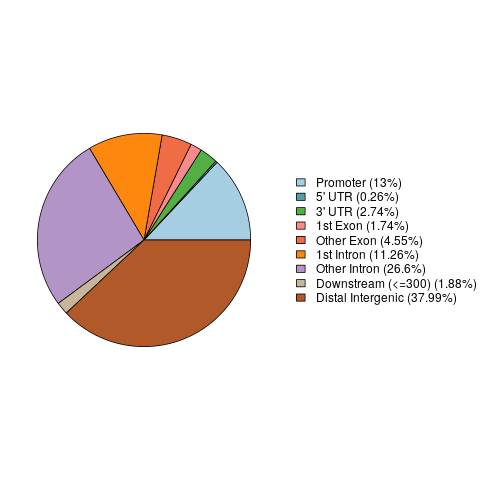 Promoter (13%)
5' UTR (0.26%)
3' UTR (2.74%)
1st Exon (1.74%)
Other Exon (4.55%)
1st Intron (11.26%)
Other Intron (26.6%)
Downstream (<=300) (1.88%)
Distal Intergenic (37.99%)